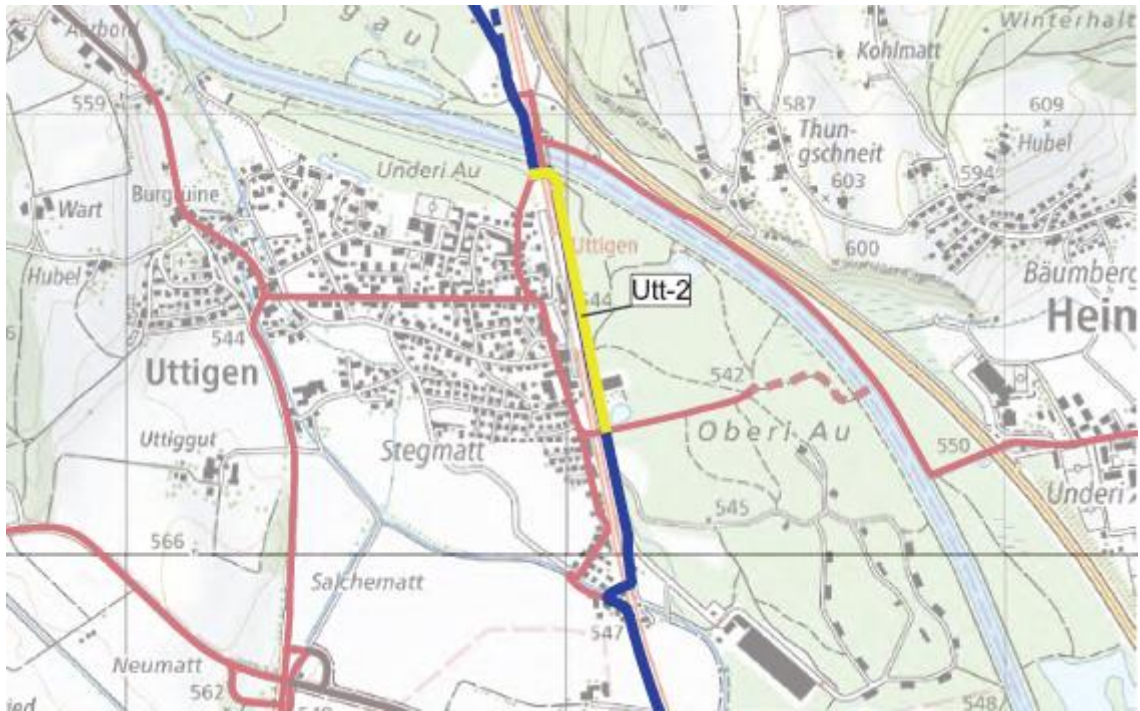 Winterhalt
Aarbord
gau
Kohlmatt
559
587
609
Hubel
Thun-
gschneit
Underi Au
594
603
Burgruine
Wart
600
Uttigen
Hubel
Bäumberg
544
Utt-2
Hein
544
Uttigen
542
Oberi Au
Uttiggut
Stegmatt
550
Underi
545
566
Salchematt
547
Neumatt
562
548